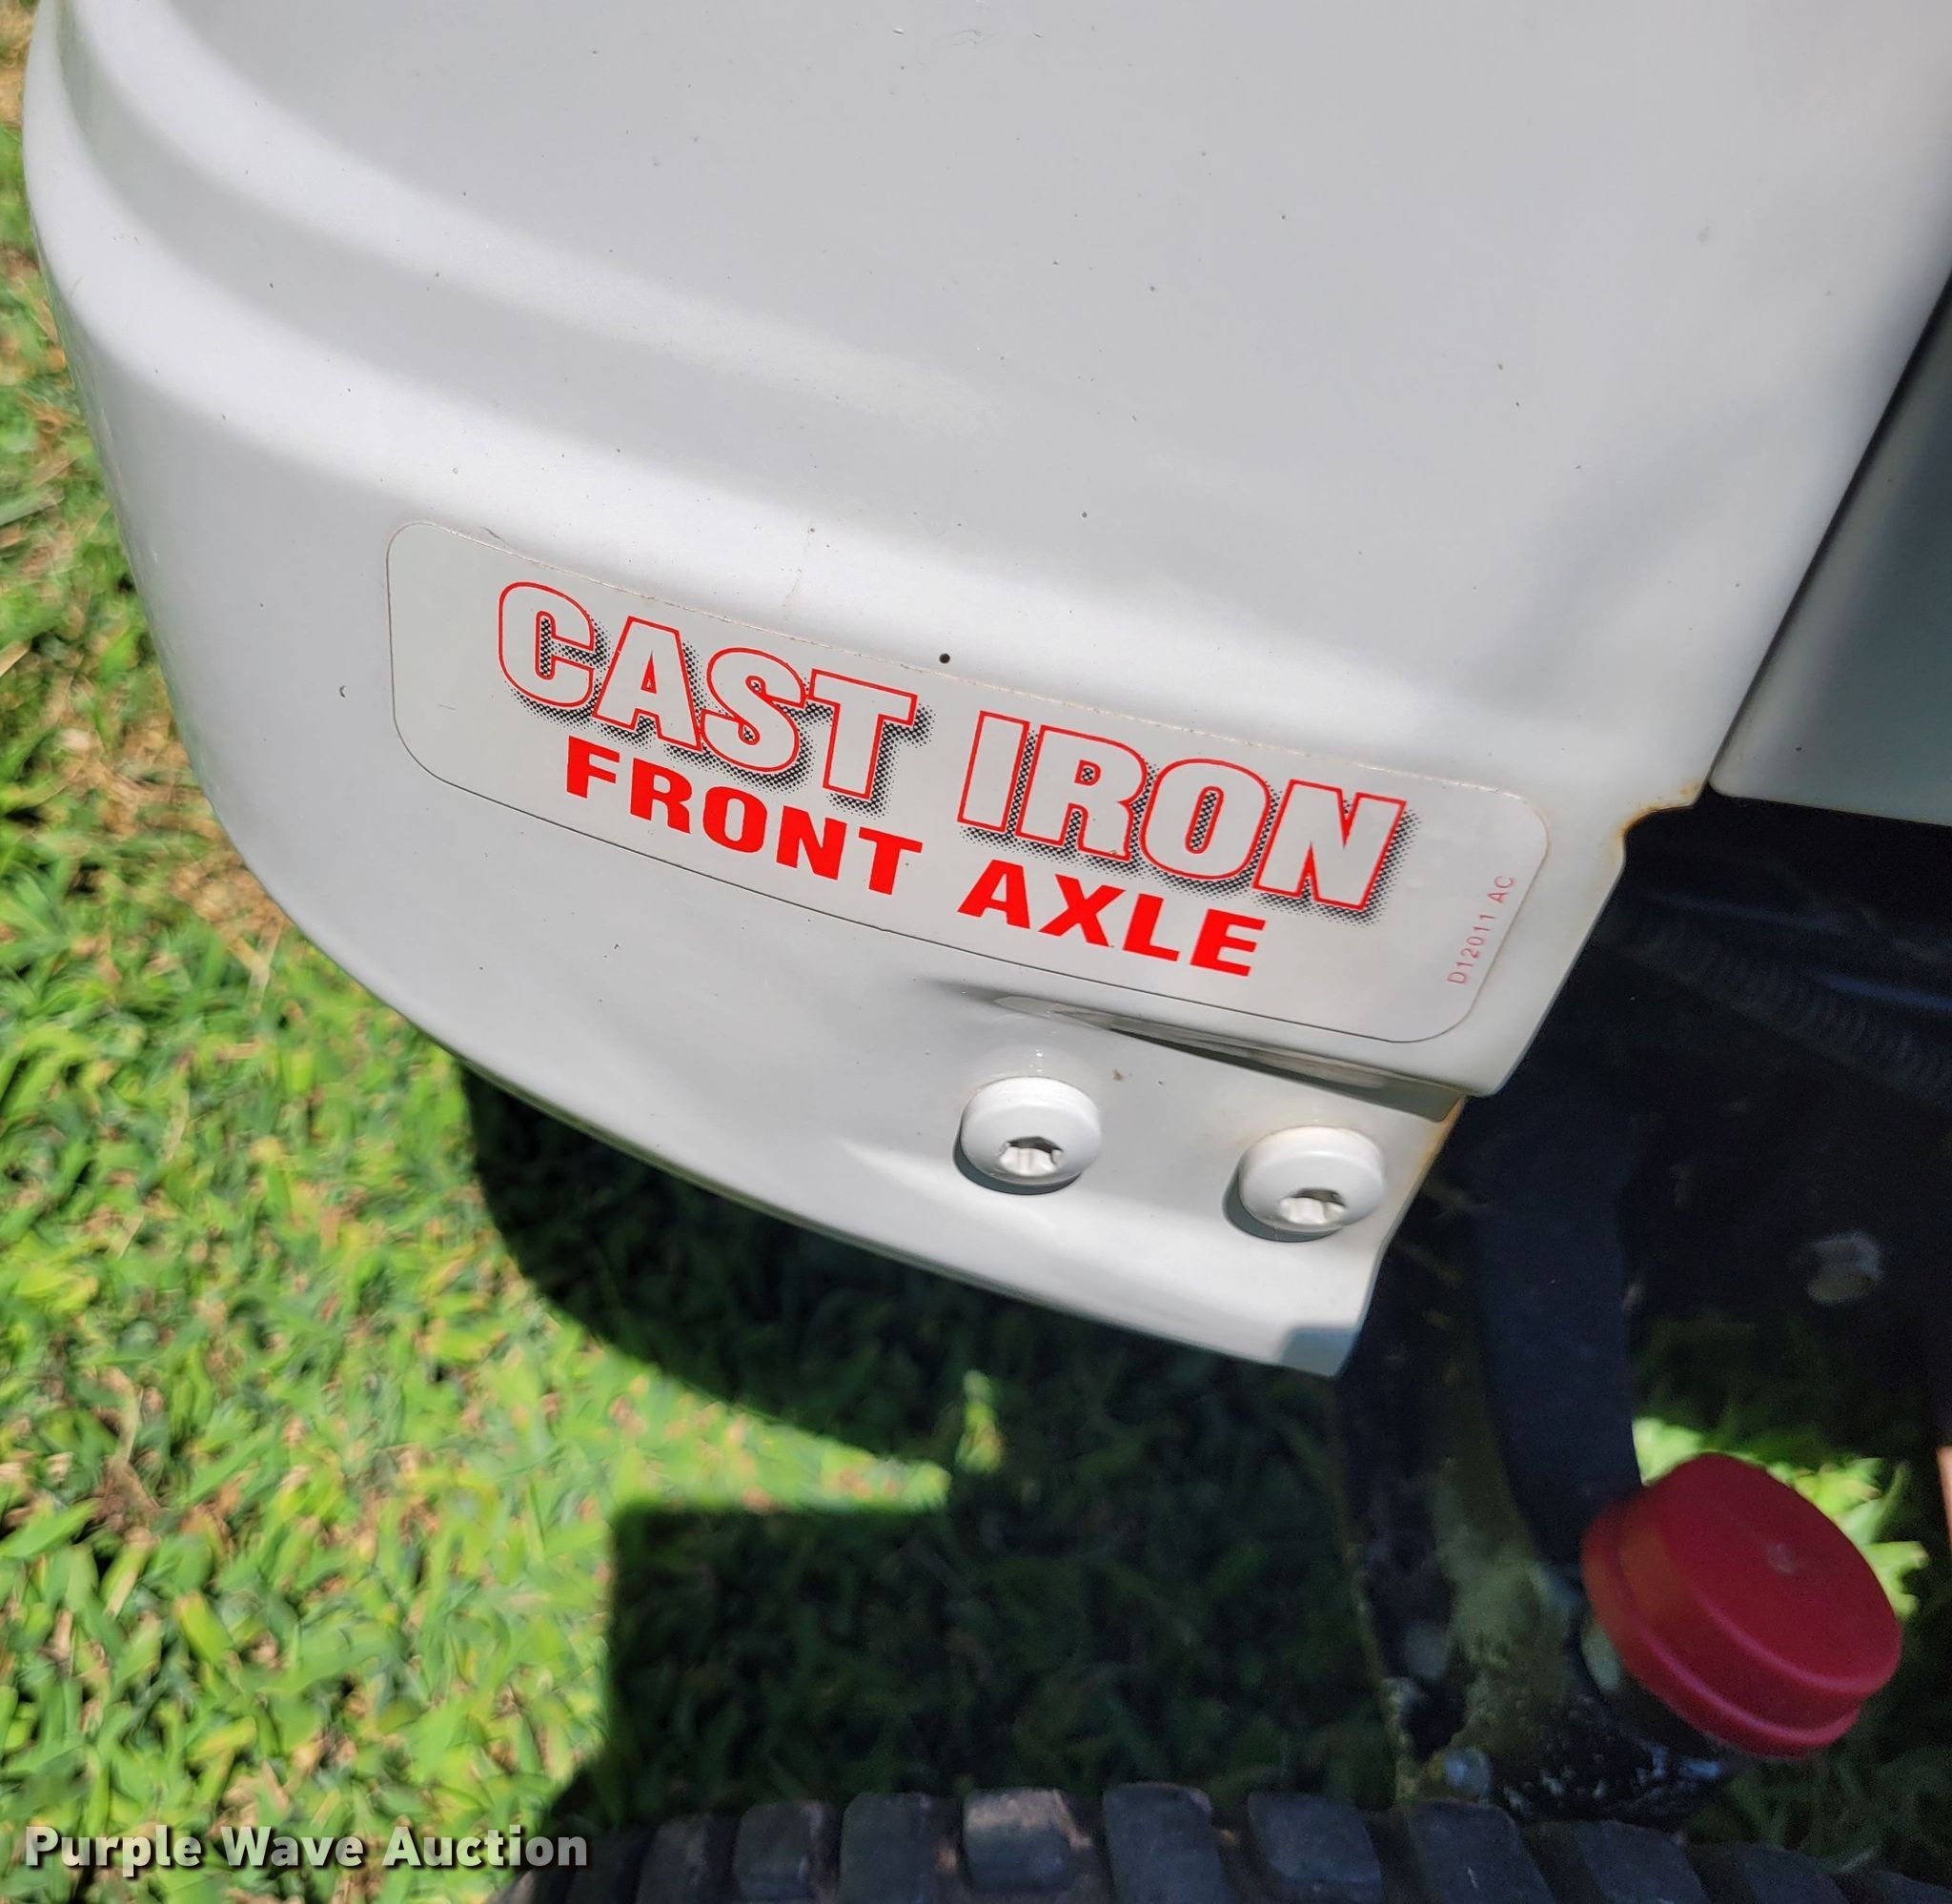 CAST IRON
FRONT AXLE
D12011 AC
Purple Wave Auction